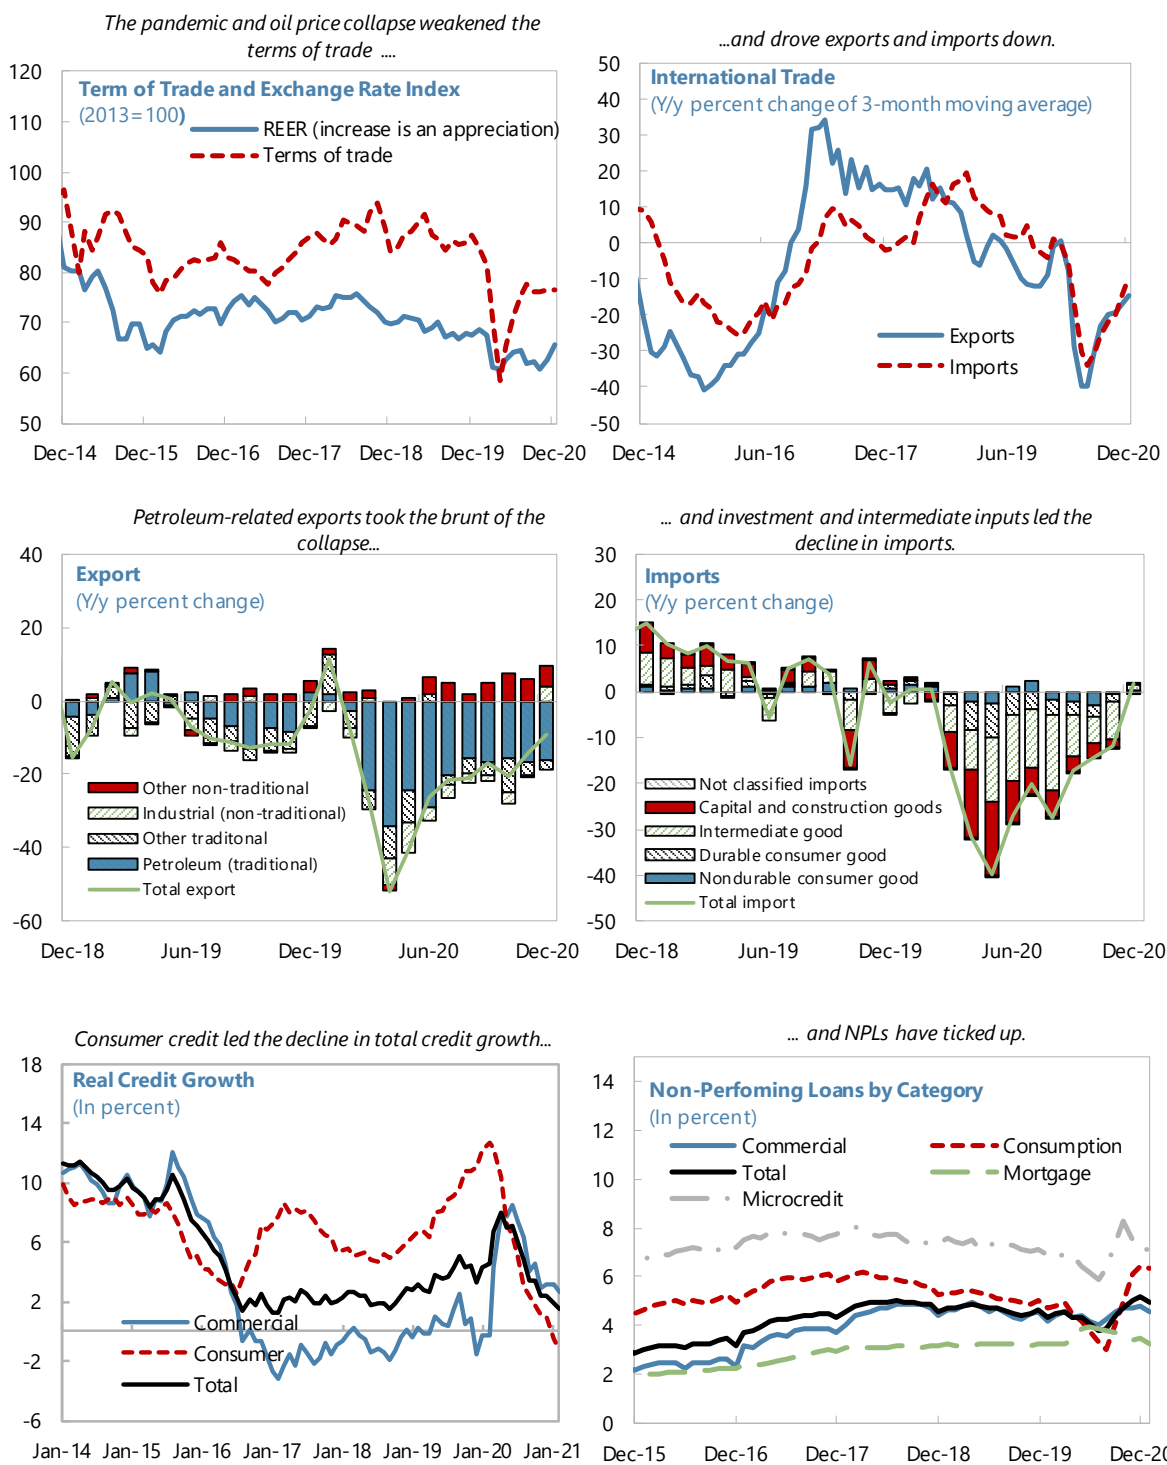 The pandemic and oil price collapse weakened the
terms of trade ....
120
110
100
90
80
70
60
50
Term of Trade and Exchange Rate Index
(2013=100)
REER (increase is an appreciation)
Terms of trade
Dec-14 Dec-15 Dec-16 Dec-17 Dec-18 Dec-19 Dec-20
...and drove exports and imports down.
50
40
30
20
10
0
-10
-20
-30
-40
-50
International Trade
(Y/y percent change of 3-month moving average)
Exports
Imports
Dec-14 Jun-16 Dec-17 Jun-19 Dec-20
Petroleum-related exports took the brunt of the
collapse...
40
20
0
-20
-40
-60
Export
(Y/y percent change)
Other non-traditional
Industrial (non-traditional)
Other traditonal
Petroleum (traditional)
Total export
Dec-18 Jun-19 Dec-19 Jun-20 Dec-20
... and investment and intermediate inputs led the
decline in imports.
30
20
10
0
-10
-20
-30
-40
-50
Imports
(Y/y percent change)
Not classified imports
Capital and construction goods
Intermediate good
Durable consumer good
Nondurable consumer good
Total import
Dec-18 Jun-19 Dec-19 Jun-20 Dec-20
Consumer credit led the decline in total credit growth...
18
14
10
6
2
-2
-6
Real Credit Growth
(In percent)
Commercial
Consumer
Total
Jan-14 Jan-15 Jan-16 Jan-17 Jan-18 Jan-19 Jan-20 Jan-21
... and NPLs have ticked up.
14
12
10
8
6
4
2
0
Non-Perfoming Loans by Category
(In percent)
Commercial
Consumption
Total
Mortgage
Microcredit
Dec-15 Dec-16 Dec-17 Dec-18 Dec-19 Dec-20